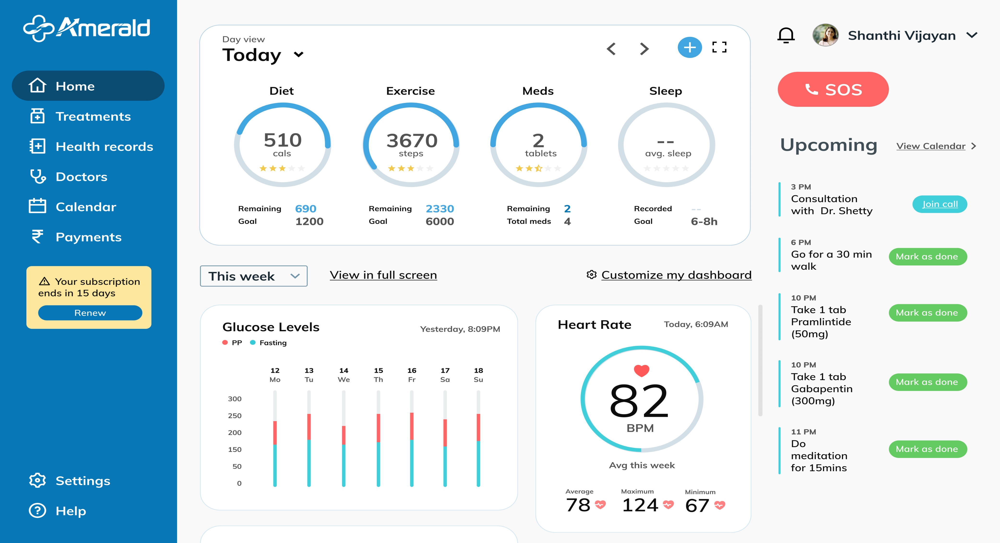 Amerald
Home
Treatments
Health records
Doctors
Calendar
Payments
Your subscription
ends in 15 days
Renew
Settings
Help
Day view
Today
Diet
510
cals
Remaining 690
Goal 1200
Exercise
3670
steps
Remaining 2330
Goal 6000
Meds
2
tablets
Remaining 2
Total meds 4
Sleep
--
avg. sleep
Recorded --
Goal 6-8h
This week
View in full screen
Customize my dashboard
Glucose Levels
Yesterday, 8:09PM
PP Fasting
12 13 14 15 16 17 18
Mo Tu We Th Fr Sa Su
300
250
200
150
50
0
Heart Rate
Today, 6:09AM
82
BPM
Avg this week
Average Maximum Minimum
78 124 67
Shanthi Vijayan
SOS
Upcoming
View Calendar
3 PM
Consultation
with Dr. Shetty
Join call
6 PM
Go for a 30 min
walk
Mark as done
10 PM
Take 1 tab
Pramlintide
(50mg)
Mark as done
10 PM
Take 1 tab
Gabapentin
(300mg)
Mark as done
11 PM
Do
meditation
for 15mins
Mark as done